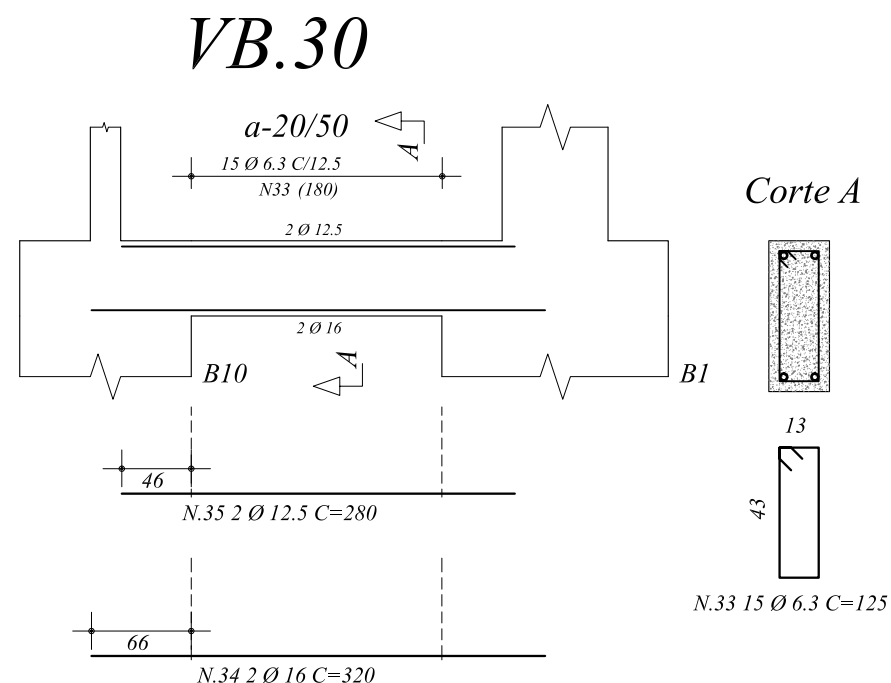 VB.30
a-20/50
A
15 Ø 6.3 C/12.5
N33 (180)
Corte A
2 Ø 12.5
2 Ø 16
A
B10
B1
13
46
N.35 2 Ø 12.5 C=280
43
N.33 15 Ø 6.3 C=125
66
N.34 2 Ø 16 C=320